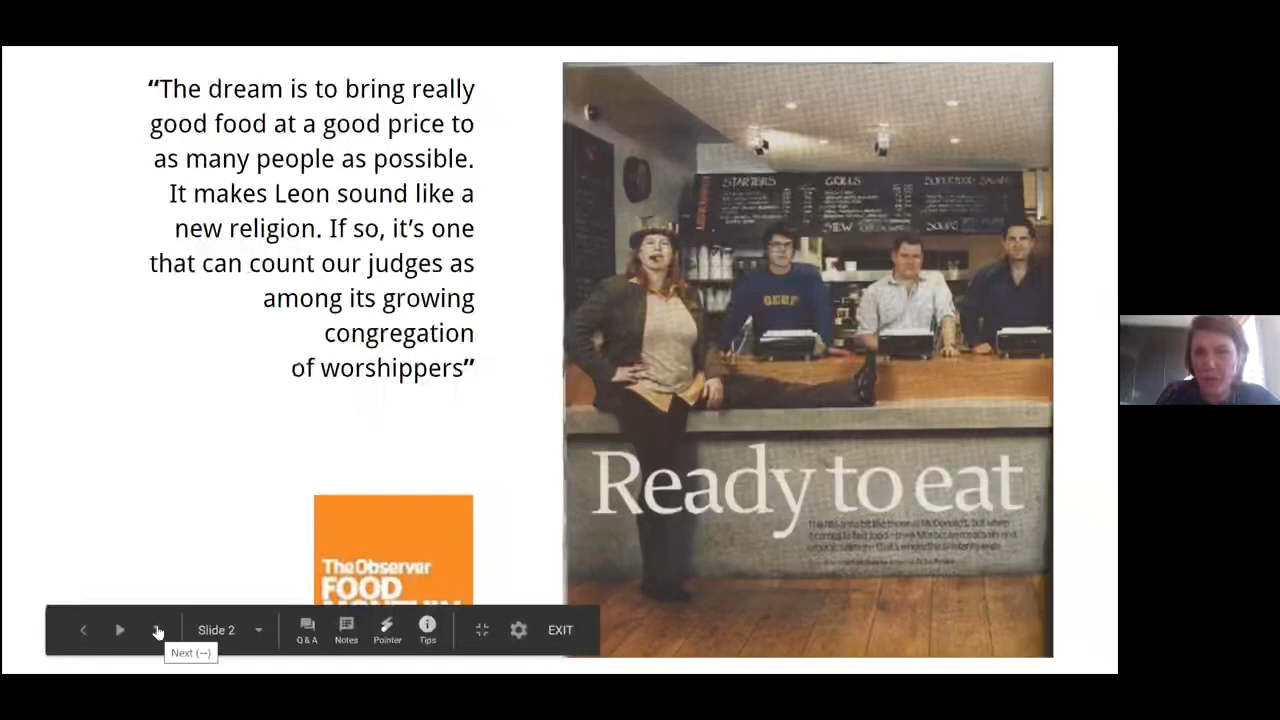 “The dream is to bring really
good food at a good price to
as many people as possible.
It makes Leon sound like a
new religion. If so, it’s one
that can count our judges as
among its growing
congregation
of worshippers”
The Observer
FOOD
STARTERS
GRILLS
SUPERFOOD SALADS
STEW
Ready to eat
Slide 2
Q & A
Notes
Pointer
Tips
EXIT
Next (→)